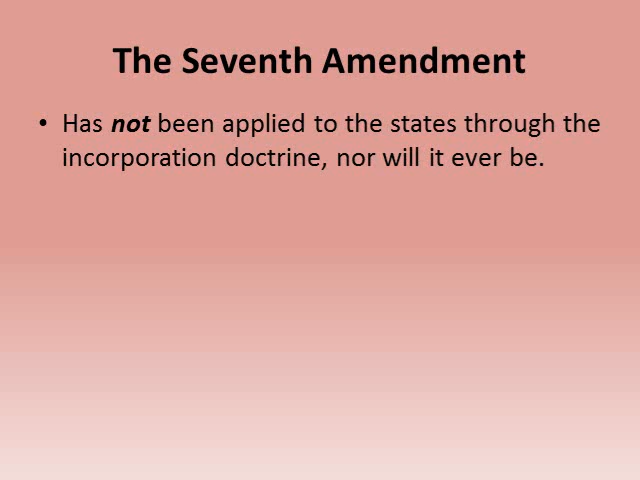 The Seventh Amendment
• Has not been applied to the states through the
incorporation doctrine, nor will it ever be.